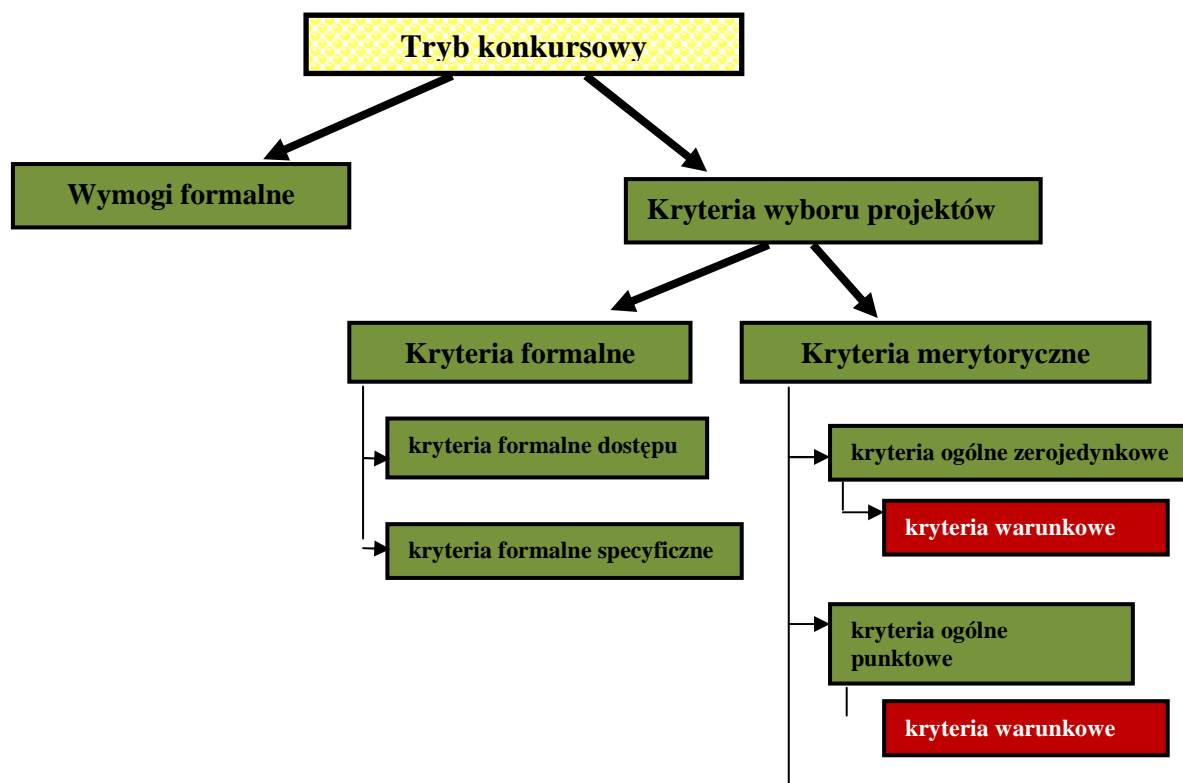 Tryb konkursowy
Wymogi formalne
Kryteria wyboru projektów
Kryteria formalne
Kryteria merytoryczne
kryteria formalne dostępu
kryteria formalne specyficzne
kryteria ogólne zerojedynkowe
kryteria warunkowe
kryteria ogólne
punktowe
kryteria warunkowe